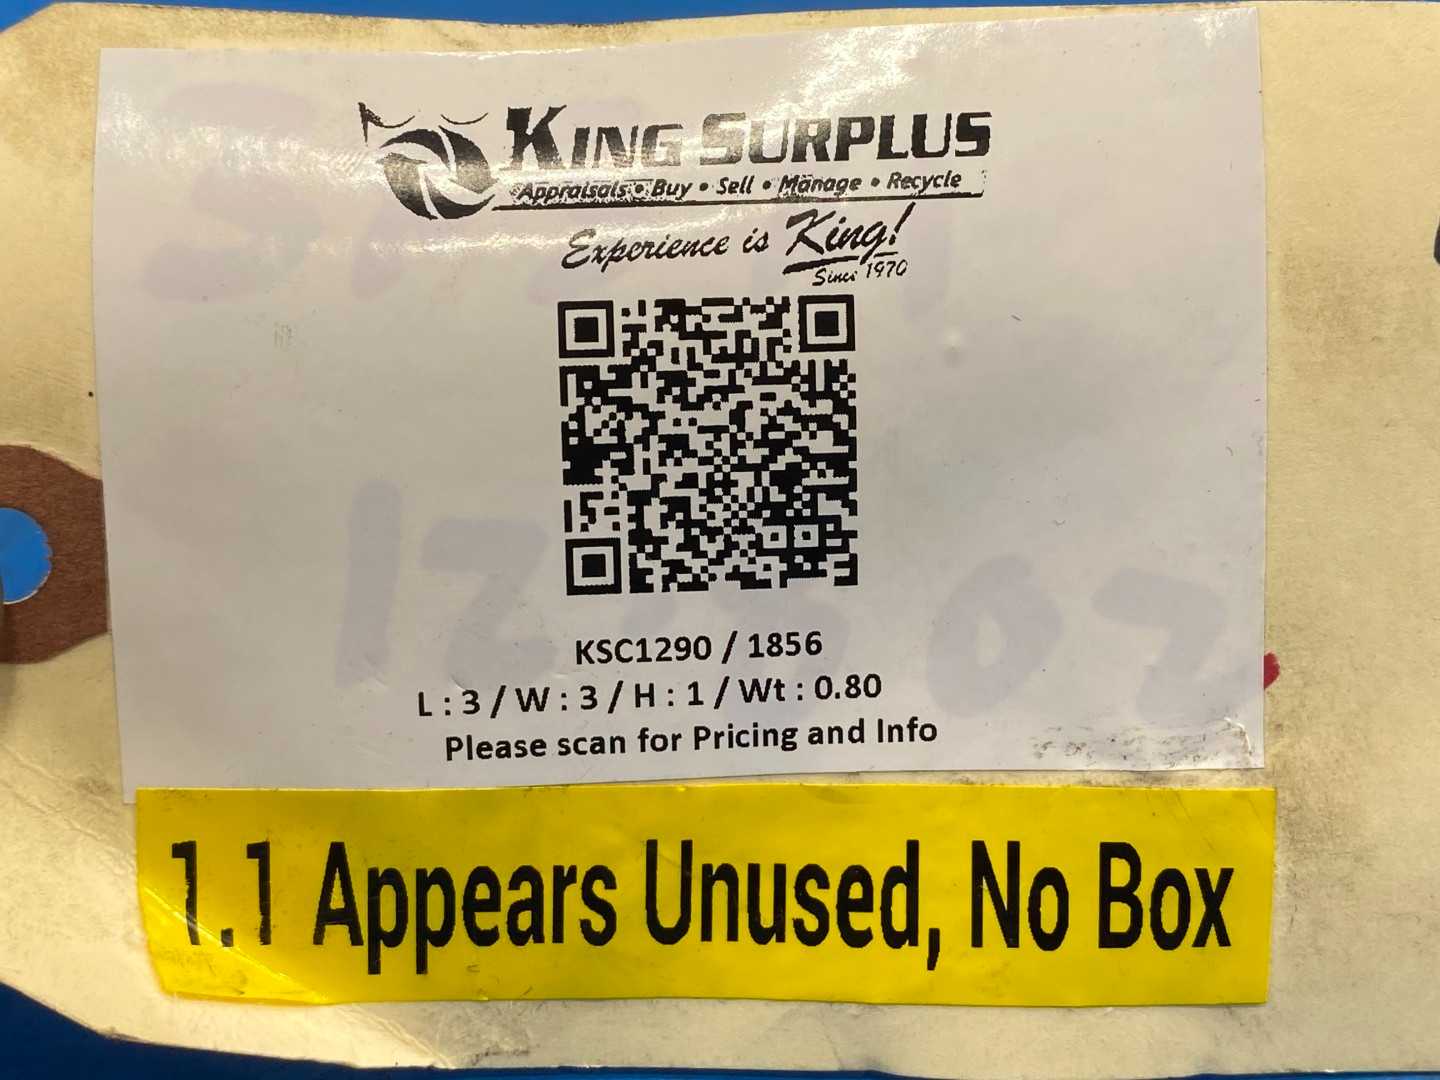 KING SURPLUS
Appraisals • Buy • Sell • Manage • Recycle
Experience is King!
Since 1970
KSC1290 / 1856
L : 3 / W : 3 / H : 1 / Wt : 0.80
Please scan for Pricing and Info
1.1 Appears Unused, No Box